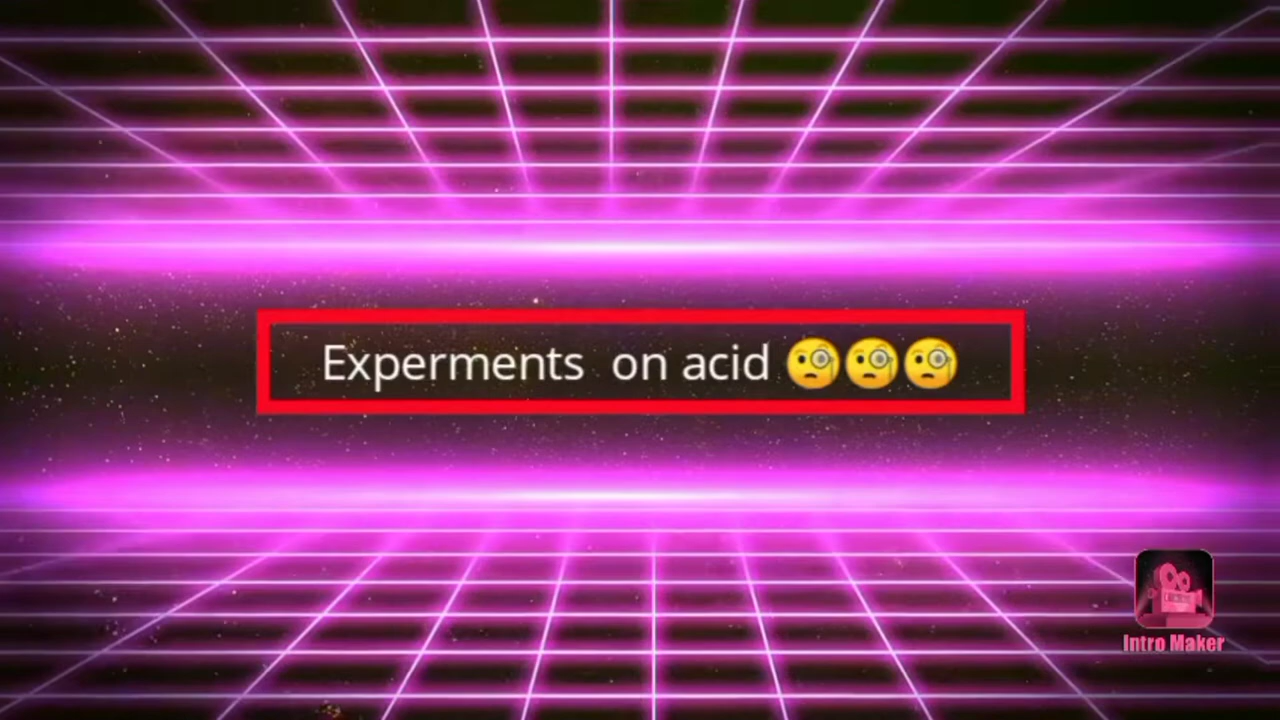 Experments on acid 🧐🧐🧐
Intro Maker